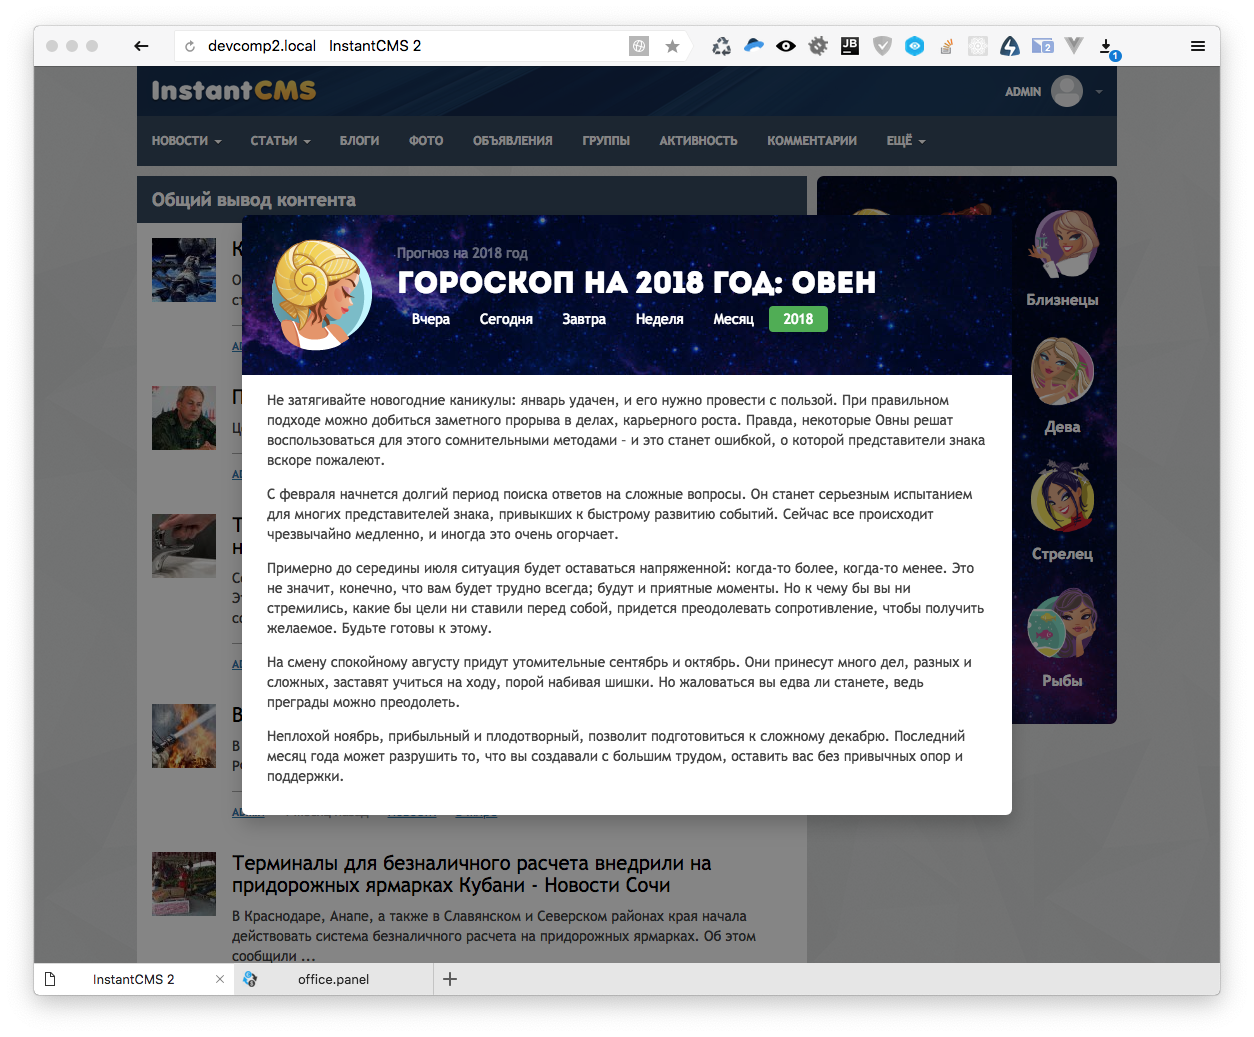 devcomp2.local InstantCMS 2
JB
2
1
InstantCMS
ADMIN
НОВОСТИ СТАТЬИ БЛОГИ ФОТО ОБЪЯВЛЕНИЯ ГРУППЫ АКТИВНОСТЬ КОММЕНТАРИИ ЕЩЁ
Общий вывод контента
Прогноз на 2018 год
ГОРОСКОП НА 2018 ГОД: ОВЕН
Вчера Сегодня Завтра Неделя Месяц 2018
Не затягивайте новогодние каникулы: январь удачен, и его нужно провести с пользой. При правильном
подходе можно добиться заметного прорыва в делах, карьерного роста. Правда, некоторые Овны решат
воспользоваться для этого сомнительными методами – и это станет ошибкой, о которой представители знака
вскоре пожалеют.
С февраля начнется долгий период поиска ответов на сложные вопросы. Он станет серьезным испытанием
для многих представителей знака, привыкших к быстрому развитию событий. Сейчас все происходит
чрезвычайно медленно, и иногда это очень огорчает.
Примерно до середины июля ситуация будет оставаться напряженной: когда-то более, когда-то менее. Это
не значит, конечно, что вам будет трудно всегда; будут и приятные моменты. Но к чему бы вы ни
стремились, какие бы цели ни ставили перед собой, придется преодолевать сопротивление, чтобы получить
желаемое. Будьте готовы к этому.
На смену спокойному августу придут утомительные сентябрь и октябрь. Они принесут много дел, разных и
сложных, заставят учиться на ходу, порой набивая шишки. Но жаловаться вы едва ли станете, ведь
преграды можно преодолеть.
Неплохой ноябрь, прибыльный и плодотворный, позволит подготовиться к сложному декабрю. Последний
месяц года может разрушить то, что вы создавали с большим трудом, оставить вас без привычных опор и
поддержки.
Близнецы
Дева
Стрелец
Рыбы
Терминалы для безналичного расчета внедрили на
придорожных ярмарках Кубани - Новости Сочи
В Краснодаре, Анапе, а также в Славянском и Северском районах края начала
действовать система безналичного расчета на придорожных ярмарках. Об этом
сообщили ...
InstantCMS 2
office.panel